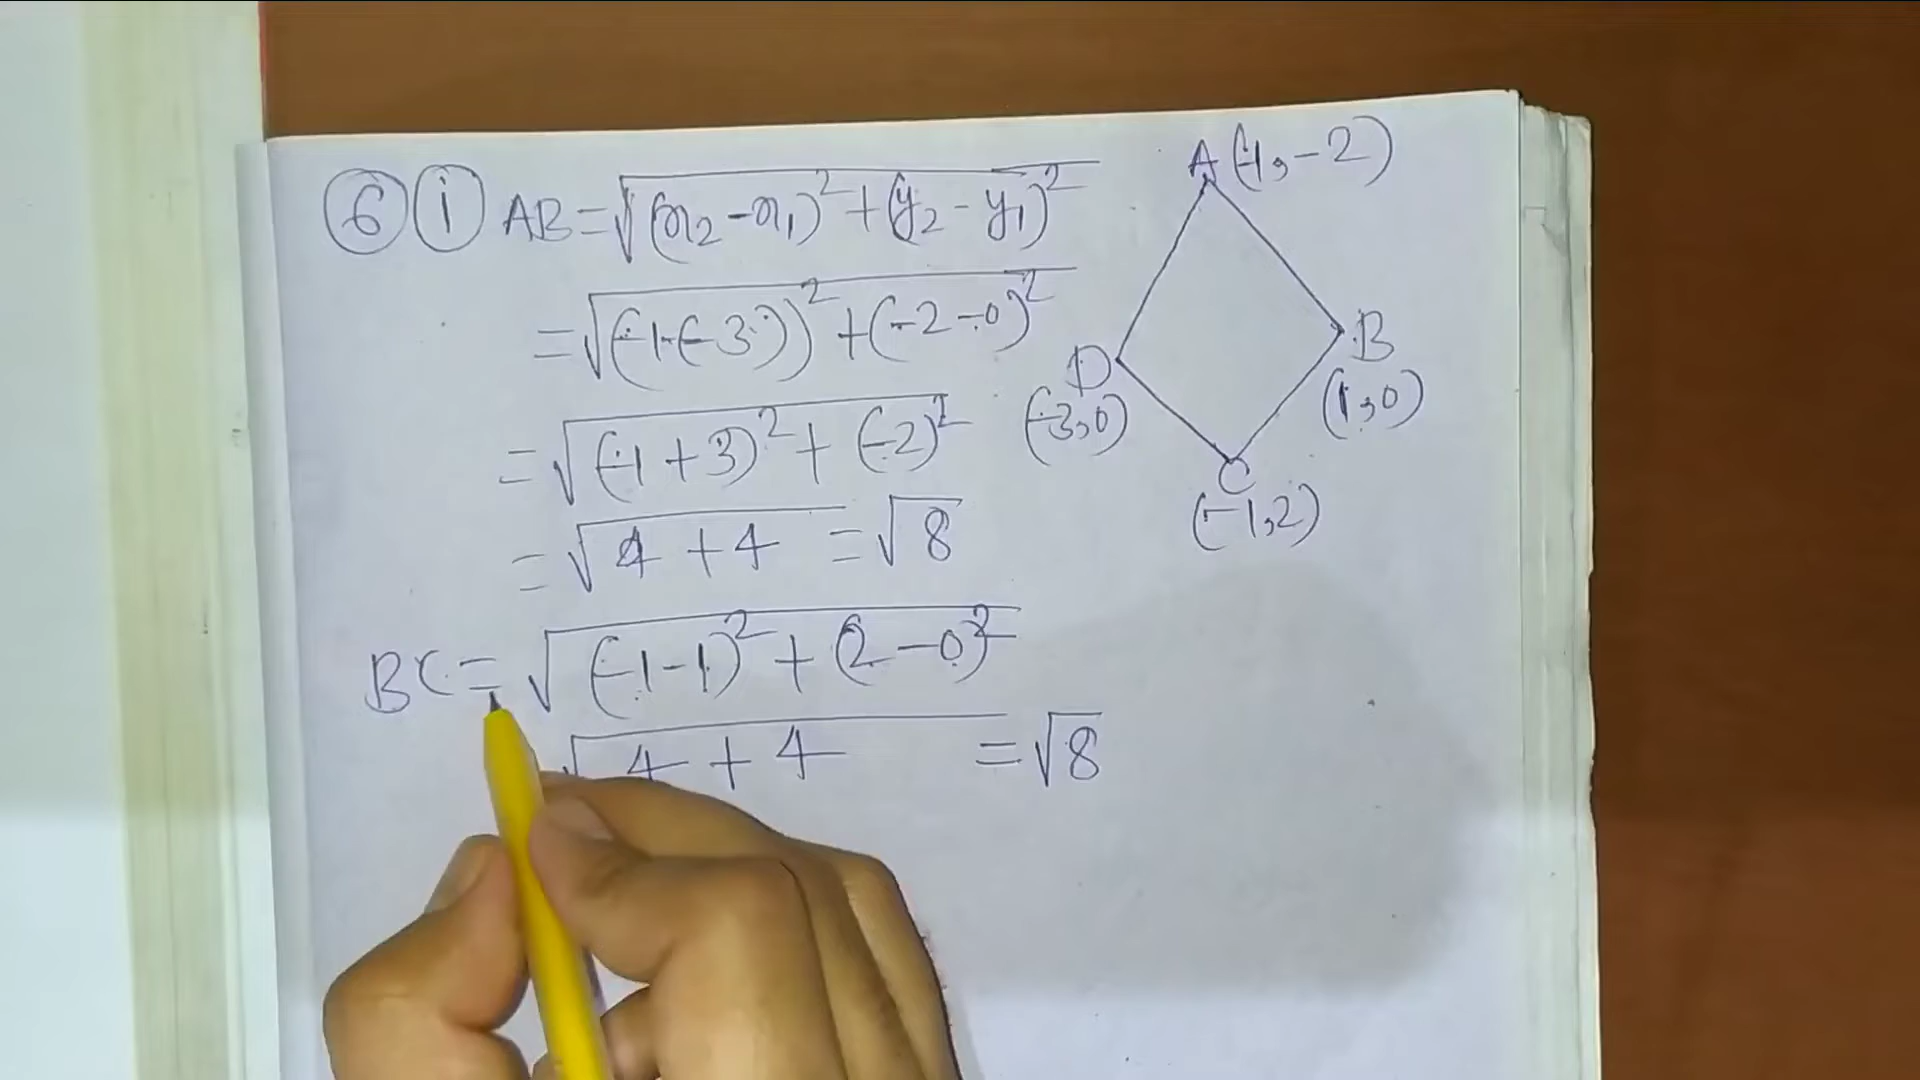 6 i AB = √(x₂-x₁)² + (y₂-y₁)²
= √(-1-(-3))² + (-2-0)²
= √(-1+3)² + (-2)²
= √4+4 = √8
BC = √(-1-1)² + (2-0)²
√4+4 = √8
A (-1,-2)
B
(1,0)
D
(-3,0)
C
(-1,2)